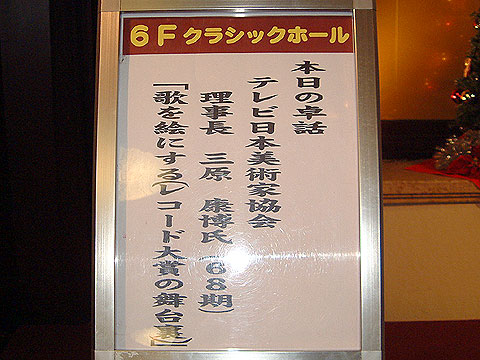 6Fクラシックホール
本日の卓話
テレビ日本美術家協会
理事長 三原 康博氏(68期)
「歌を絵にする(レコード大賞の舞台裏)」